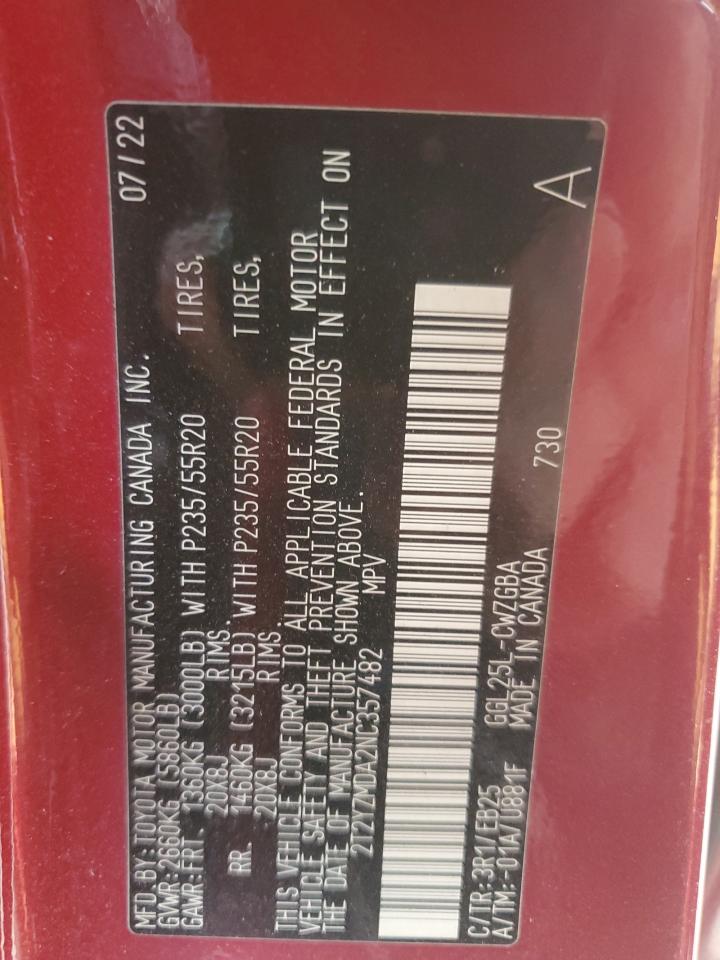 MFD BY:TOYOTA MOTOR MANUFACTURING CANADA INC. 07/22
GVWR:2660KG (5860LB)
GAWR:FRT. 1360KG (3000LB) WITH P235/55R20 TIRES,
20X8J RIMS.
RR. 1460KG (3215LB) WITH P235/55R20 TIRES,
20X8J RIMS.
THIS VEHICLE CONFORMS TO ALL APPLICABLE FEDERAL MOTOR
VEHICLE SAFETY AND THEFT PREVENTION STANDARDS IN EFFECT ON
THE DATE OF MANUFACTURE SHOWN ABOVE.
2T2YZMDA2NC357482 MPV
C/TR:3R1/LEB25 GGL25L-CWZGBA 730 A
A/TM:-01A/U881F MADE IN CANADA